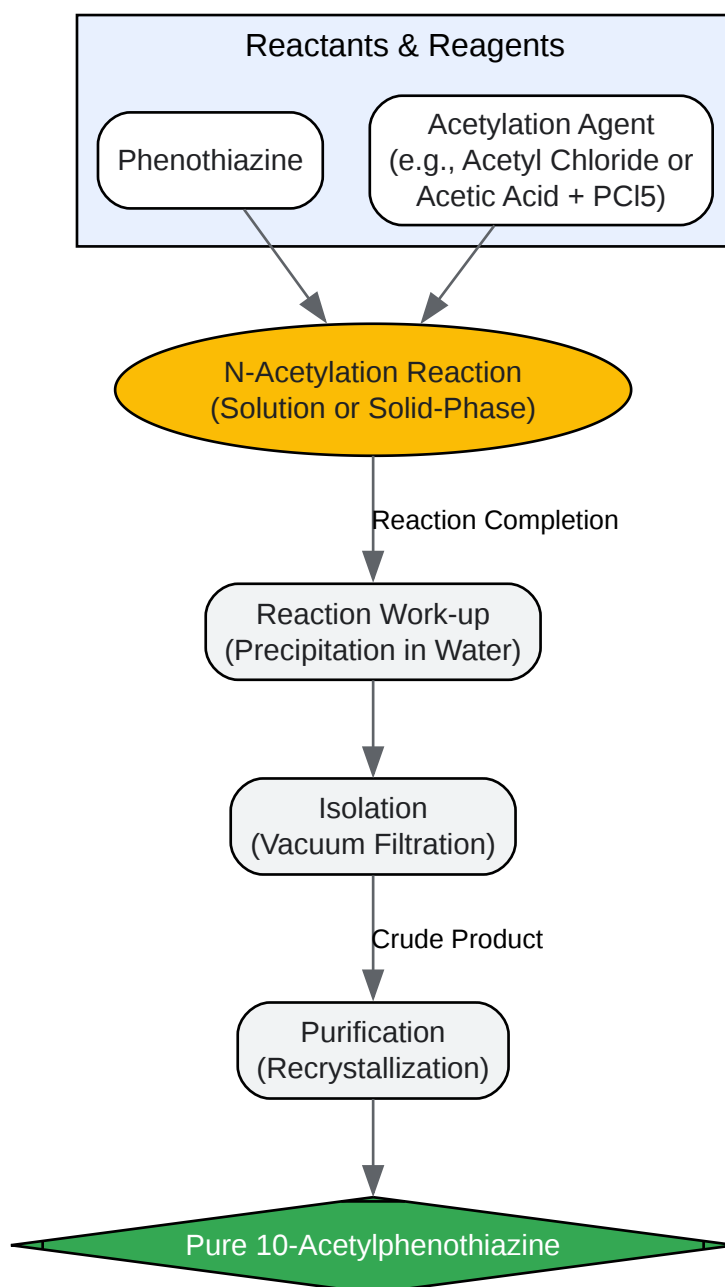 Reactants & Reagents
Phenothiazine
Acetylation Agent
(e.g., Acetyl Chloride or
Acetic Acid + PCl5)
N-Acetylation Reaction
(Solution or Solid-Phase)
Reaction Completion
Reaction Work-up
(Precipitation in Water)
Isolation
(Vacuum Filtration)
Crude Product
Purification
(Recrystallization)
Pure 10-Acetylphenothiazine